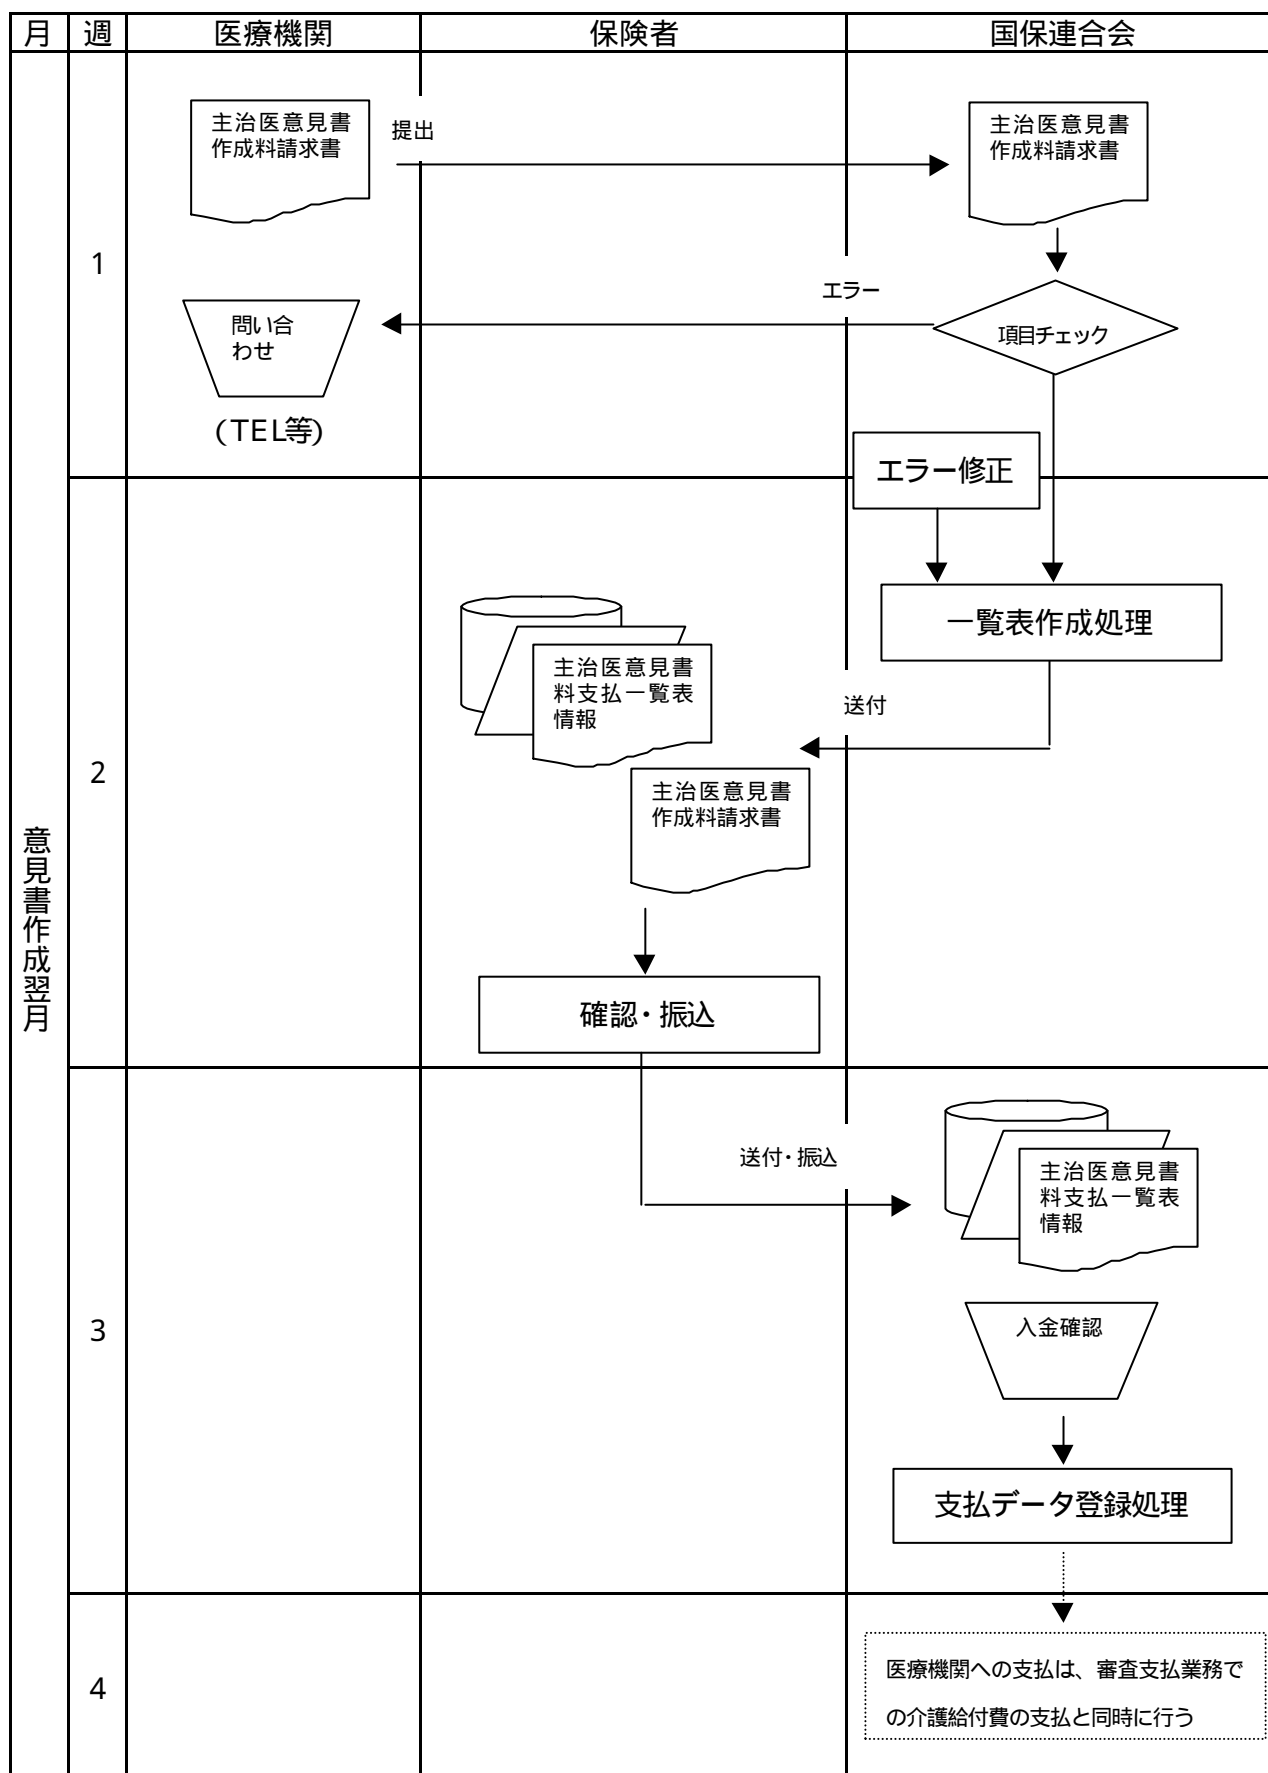 月 週 医療機関 保険者 国保連合会
主治医意見書
作成料請求書
提出
主治医意見書
作成料請求書
1
エラー
問い合
わせ
項目チェック
(TEL等)
エラー修正
一覧表作成処理
主治医意見書
料支払一覧表
情報
送付
2
主治医意見書
作成料請求書
意見書作成翌月
確認・振込
送付・振込
主治医意見書
料支払一覧表
情報
3
入金確認
支払データ登録処理
4
医療機関への支払は、審査支払業務で
の介護給付費の支払と同時に行う